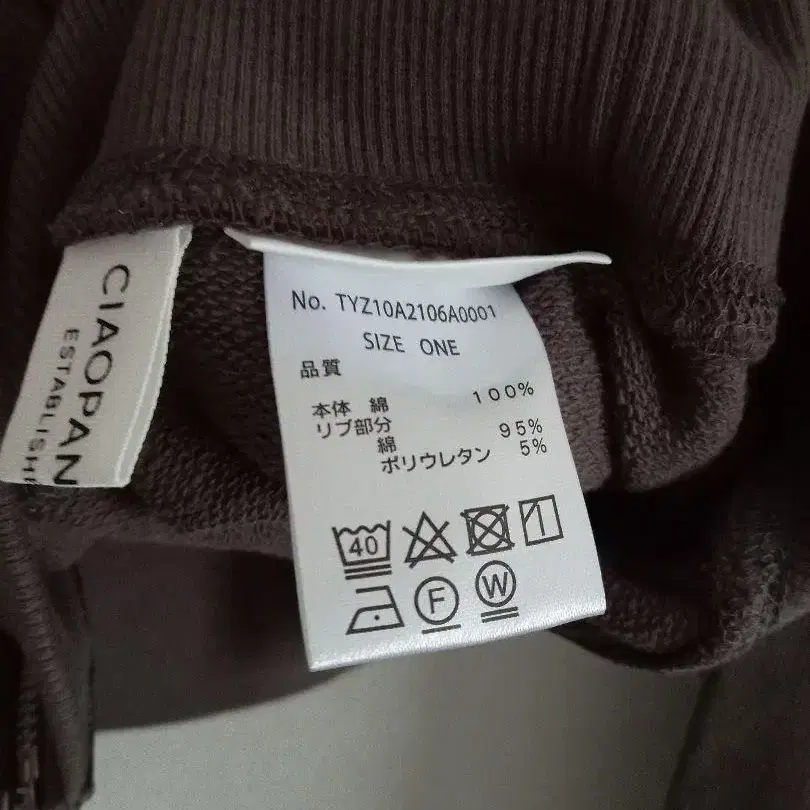 CIAOPAN
ESTABLISH
No. TYZ10A2106A0001
SIZE ONE
品質
本体 綿 100%
リブ部分
綿 95%
ポリウレタン 5%
40
F
W